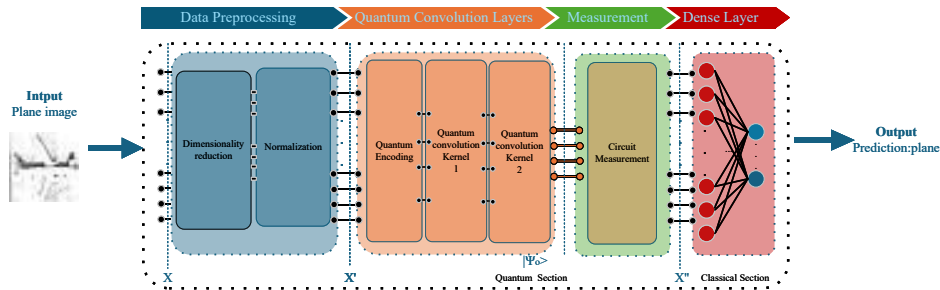 Data Preprocessing
Quantum Convolution Layers
Measurement
Dense Layer
Intput
Plane image
Dimensionality
reduction
Normalization
Quantum
Encoding
Quantum
convolution
Kernel
1
Quantum
convolution
Kernel
2
Circuit
Measurement
Output
Prediction:plane
|Ψₒ>
X
X'
Quantum Section
X"
Classical Section